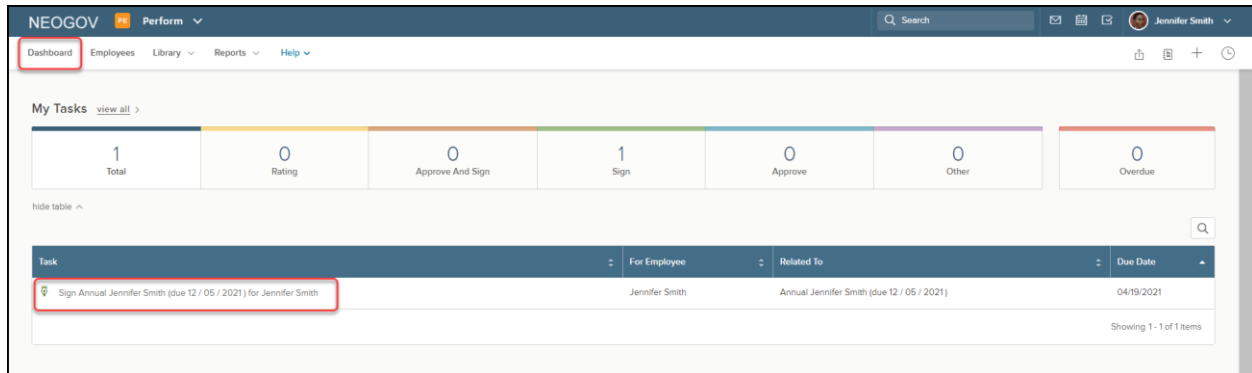 NEOGOV PE Perform Search Jennifer Smith
Dashboard Employees Library Reports Help
My Tasks view all >
1 0 0 1 0 0 0
Total Rating Approve And Sign Sign Approve Other Overdue
hide table
Task For Employee Related To Due Date
Sign Annual Jennifer Smith (due 12 / 05 / 2021 ) for Jennifer Smith Jennifer Smith Annual Jennifer Smith (due 12 / 05 / 2021 ) 04/19/2021
Showing 1 - 1 of 1 items